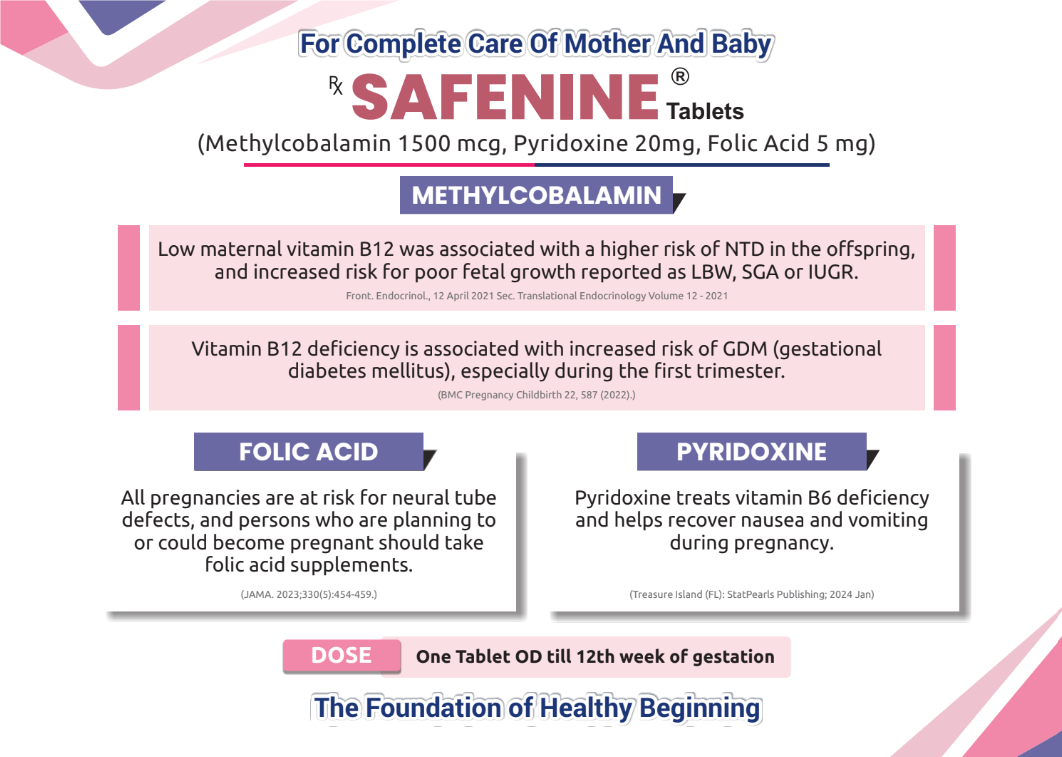 For Complete Care Of Mother And Baby
Rx SAFENINE® Tablets
(Methylcobalamin 1500 mcg, Pyridoxine 20mg, Folic Acid 5 mg)
METHYLCOBALAMIN
Low maternal vitamin B12 was associated with a higher risk of NTD in the offspring,
and increased risk for poor fetal growth reported as LBW, SGA or IUGR.
Front. Endocrinol., 12 April 2021 Sec. Translational Endocrinology Volume 12 - 2021
Vitamin B12 deficiency is associated with increased risk of GDM (gestational
diabetes mellitus), especially during the first trimester.
(BMC Pregnancy Childbirth 22, 587 (2022).)
FOLIC ACID
All pregnancies are at risk for neural tube
defects, and persons who are planning to
or could become pregnant should take
folic acid supplements.
(JAMA. 2023;330(5):454-459.)
PYRIDOXINE
Pyridoxine treats vitamin B6 deficiency
and helps recover nausea and vomiting
during pregnancy.
(Treasure Island (FL): StatPearls Publishing; 2024 Jan)
DOSE One Tablet OD till 12th week of gestation
The Foundation of Healthy Beginning